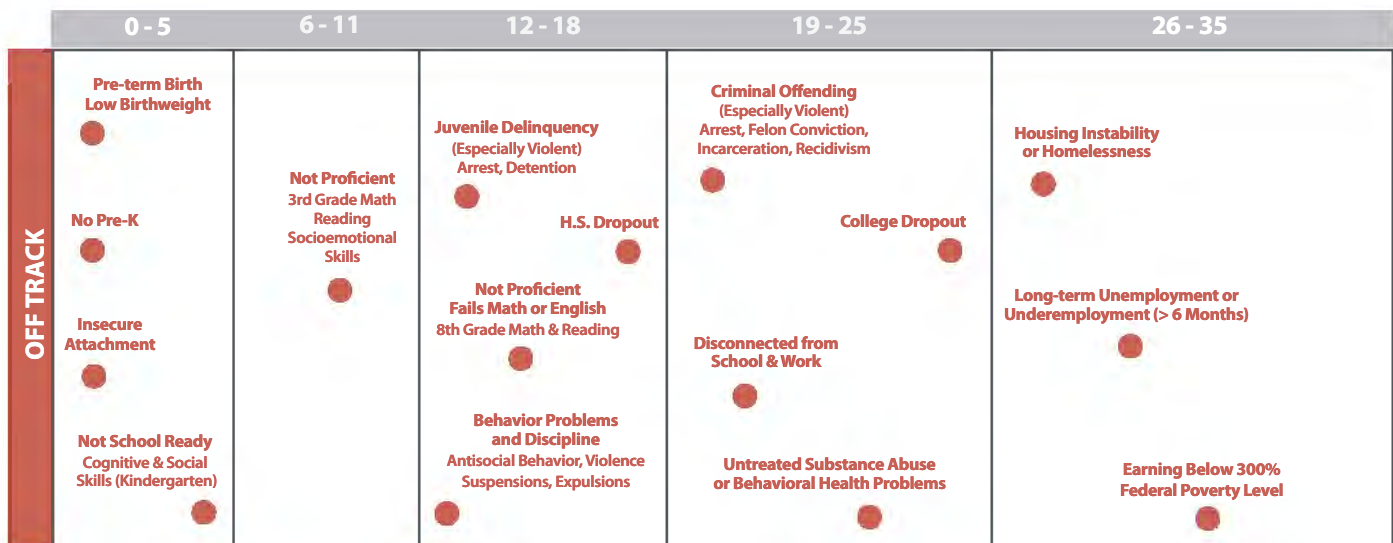 0 - 5
6 - 11
12 - 18
19 - 25
26 - 35
OFF TRACK
Pre-term Birth
Low Birthweight
No Pre-K
Insecure
Attachment
Not School Ready
Cognitive & Social
Skills (Kindergarten)
Not Proficient
3rd Grade Math
Reading
Socioemotional
Skills
Juvenile Delinquency
(Especially Violent)
Arrest, Detention
H.S. Dropout
Not Proficient
Fails Math or English
8th Grade Math & Reading
Behavior Problems
and Discipline
Antisocial Behavior, Violence
Suspensions, Expulsions
Criminal Offending
(Especially Violent)
Arrest, Felon Conviction,
Incarceration, Recidivism
College Dropout
Disconnected from
School & Work
Untreated Substance Abuse
or Behavioral Health Problems
Housing Instability
or Homelessness
Long-term Unemployment or
Underemployment (> 6 Months)
Earning Below 300%
Federal Poverty Level